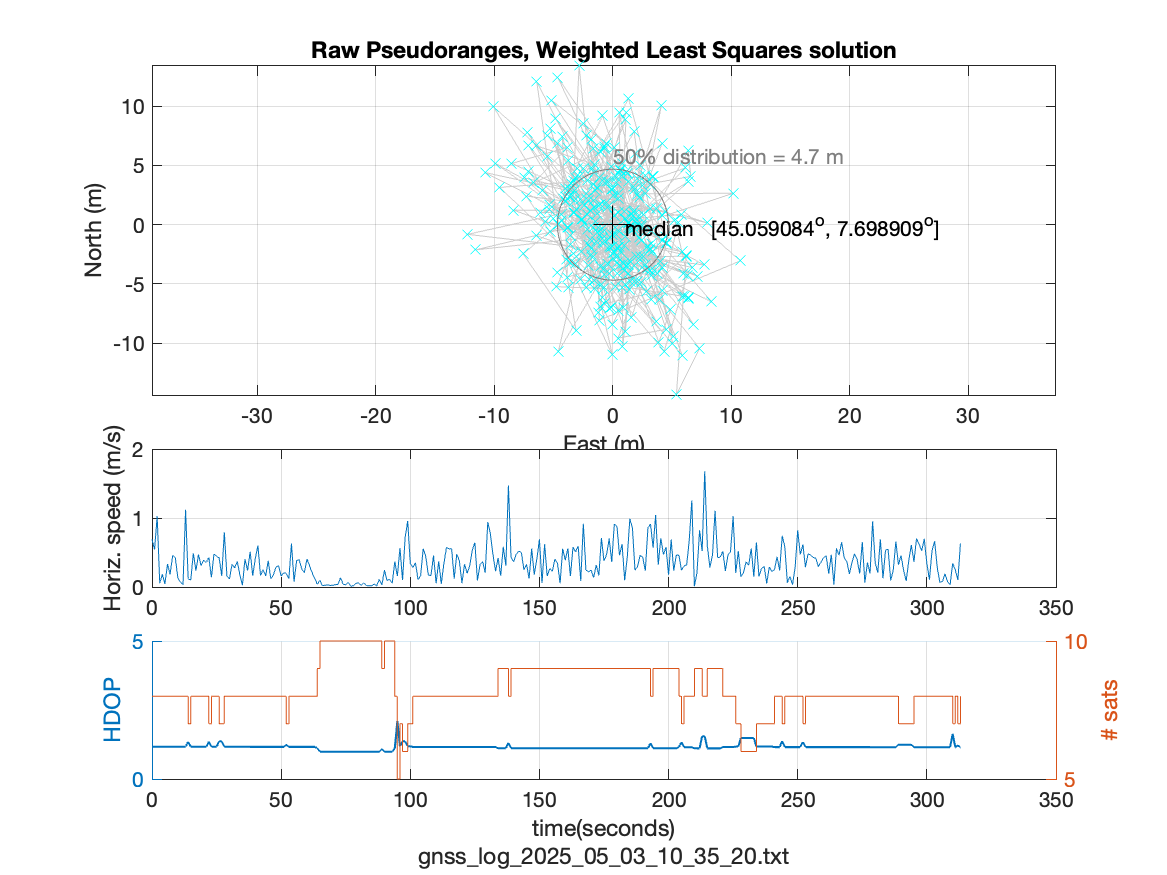 Raw Pseudoranges, Weighted Least Squares solution
10
5
0
-5
-10
North (m)
50% distribution = 4.7 m
median [45.059084o, 7.698909o]
-30 -20 -10 0 10 20 30
East (m)
2
1
0
Horiz. speed (m/s)
0 50 100 150 200 250 300 350
5
0
HDOP
10
5
# sats
0 50 100 150 200 250 300 350
time(seconds)
gnss_log_2025_05_03_10_35_20.txt